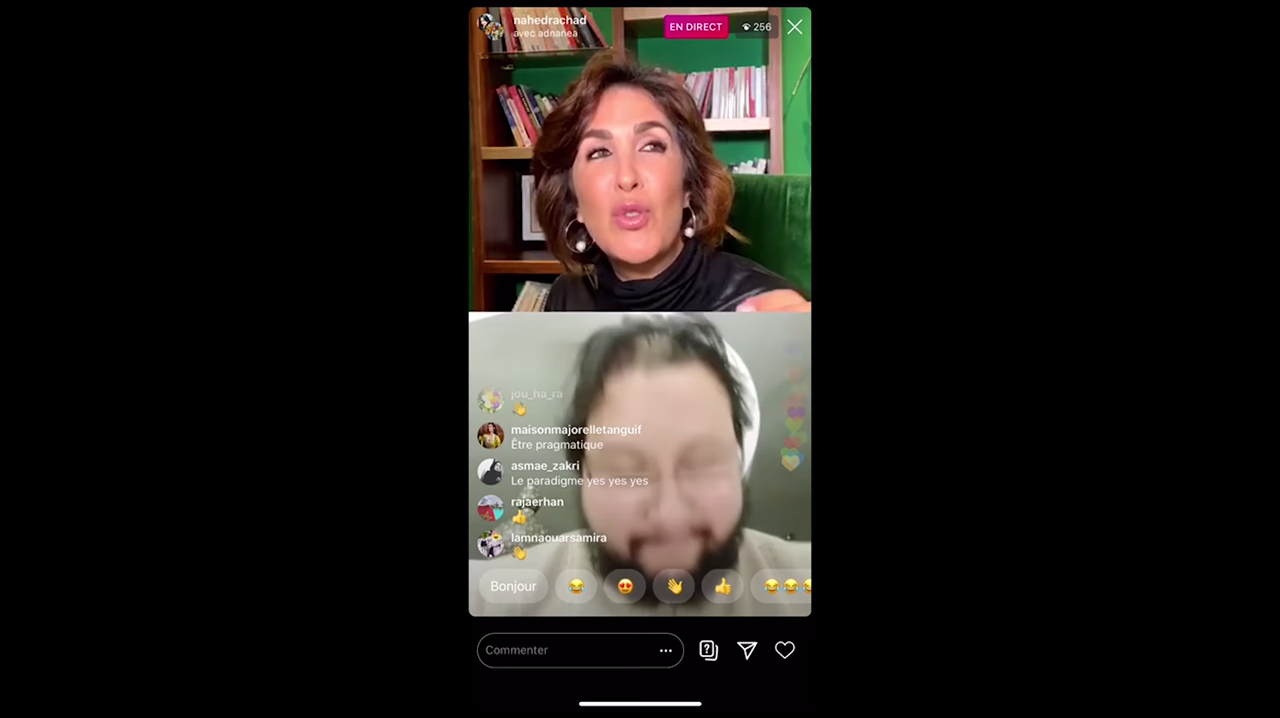 nahedrachad
avec adnanea
EN DIRECT
256
jou_ha_ra
maisonmajorelletanguif
Être pragmatique
asmae_zakri
Le paradigme yes yes yes
rajaerhan
lamnaouarsamira
Bonjour
Commenter